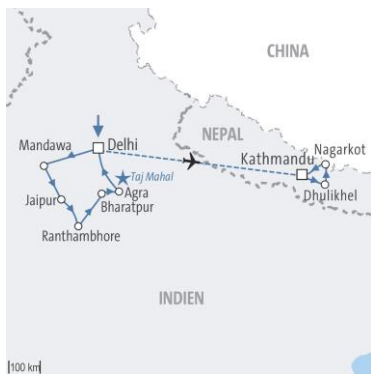 CHINA
NEPAL
Mandawa
Delhi
Nagarkot
Kathmandu
Taj Mahal
Jaipur
Agra
Bharatpur
Dhulikhel
Ranthambhore
INDIEN
100 km